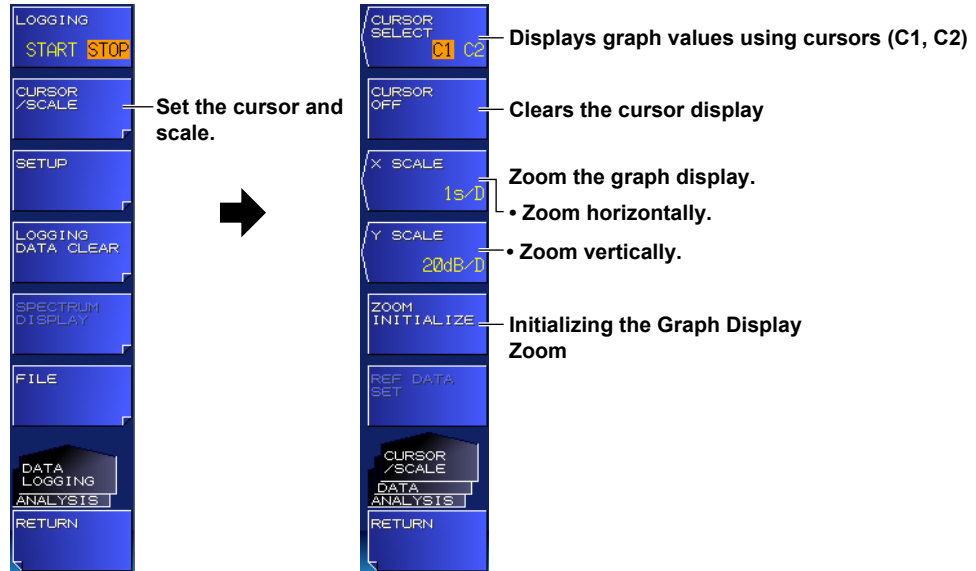 LOGGING
START STOP
CURSOR
/SCALE
Set the cursor and
scale.
SETUP
LOGGING
DATA CLEAR
SPECTRUM
DISPLAY
FILE
DATA
LOGGING
ANALYSIS
RETURN
CURSOR
SELECT
C1 C2
Displays graph values using cursors (C1, C2)
CURSOR
OFF
Clears the cursor display
X SCALE
1s/D
Zoom the graph display.
• Zoom horizontally.
Y SCALE
20dB/D
• Zoom vertically.
ZOOM
INITIALIZE
Initializing the Graph Display
Zoom
REF DATA
SET
CURSOR
/SCALE
DATA
ANALYSIS
RETURN